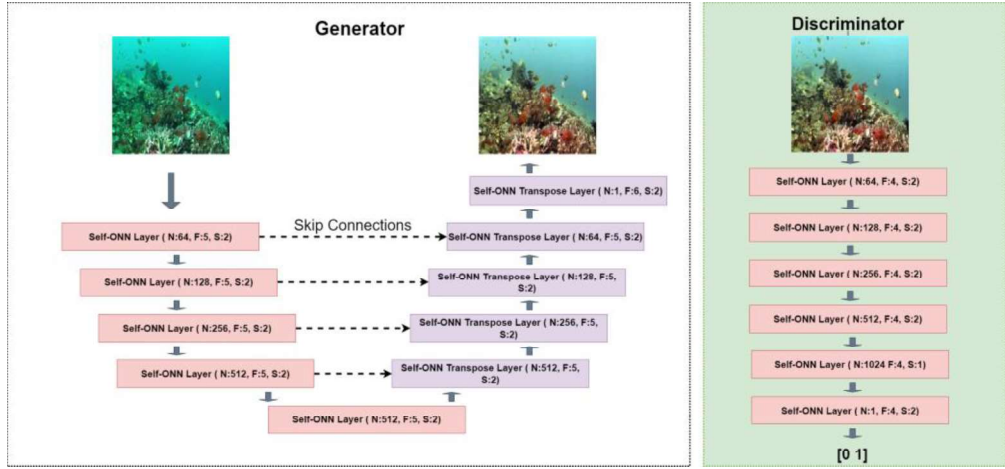 Generator
Self-ONN Layer ( N:64, F:5, S:2)
Self-ONN Layer ( N:128, F:5, S:2)
Self-ONN Layer ( N:256, F:5, S:2)
Self-ONN Layer ( N:512, F:5, S:2)
Self-ONN Layer ( N:512, F:5, S:2)
Skip Connections
Self-ONN Transpose Layer ( N:1, F:6, S:2)
Self-ONN Transpose Layer ( N:64, F:5, S:2)
Self-ONN Transpose Layer ( N:128, F:5,
S:2)
Self-ONN Transpose Layer ( N:256, F:5,
S:2)
Self-ONN Transpose Layer ( N:512, F:5,
S:2)
Discriminator
Self-ONN Layer ( N:64, F:4, S:2)
Self-ONN Layer ( N:128, F:4, S:2)
Self-ONN Layer ( N:256, F:4, S:2)
Self-ONN Layer ( N:512, F:4, S:2)
Self-ONN Layer ( N:1024 F:4, S:1)
Self-ONN Layer ( N:1, F:4, S:2)
[0 1]